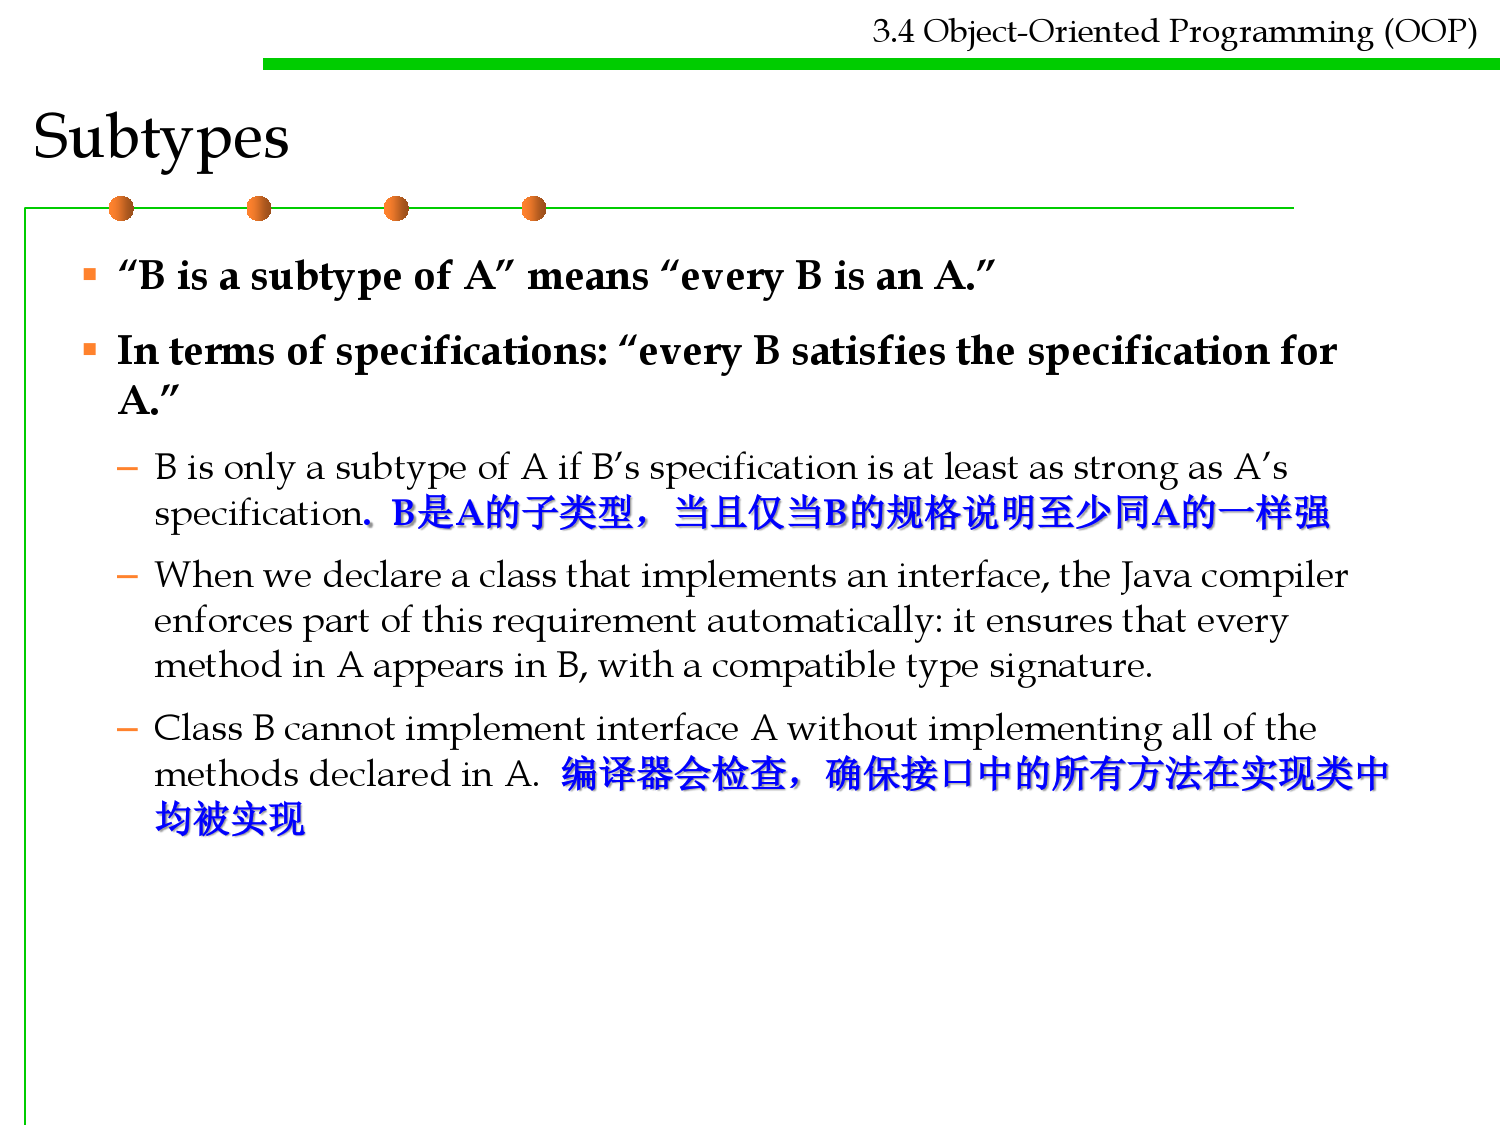 3.4 Object-Oriented Programming (OOP)
Subtypes
“B is a subtype of A” means “every B is an A.”
In terms of specifications: “every B satisfies the specification for
A.”
– B is only a subtype of A if B’s specification is at least as strong as A’s
specification. B是A的子类型，当且仅当B的规格说明至少同A的一样强
– When we declare a class that implements an interface, the Java compiler
enforces part of this requirement automatically: it ensures that every
method in A appears in B, with a compatible type signature.
– Class B cannot implement interface A without implementing all of the
methods declared in A. 编译器会检查，确保接口中的所有方法在实现类中
均被实现